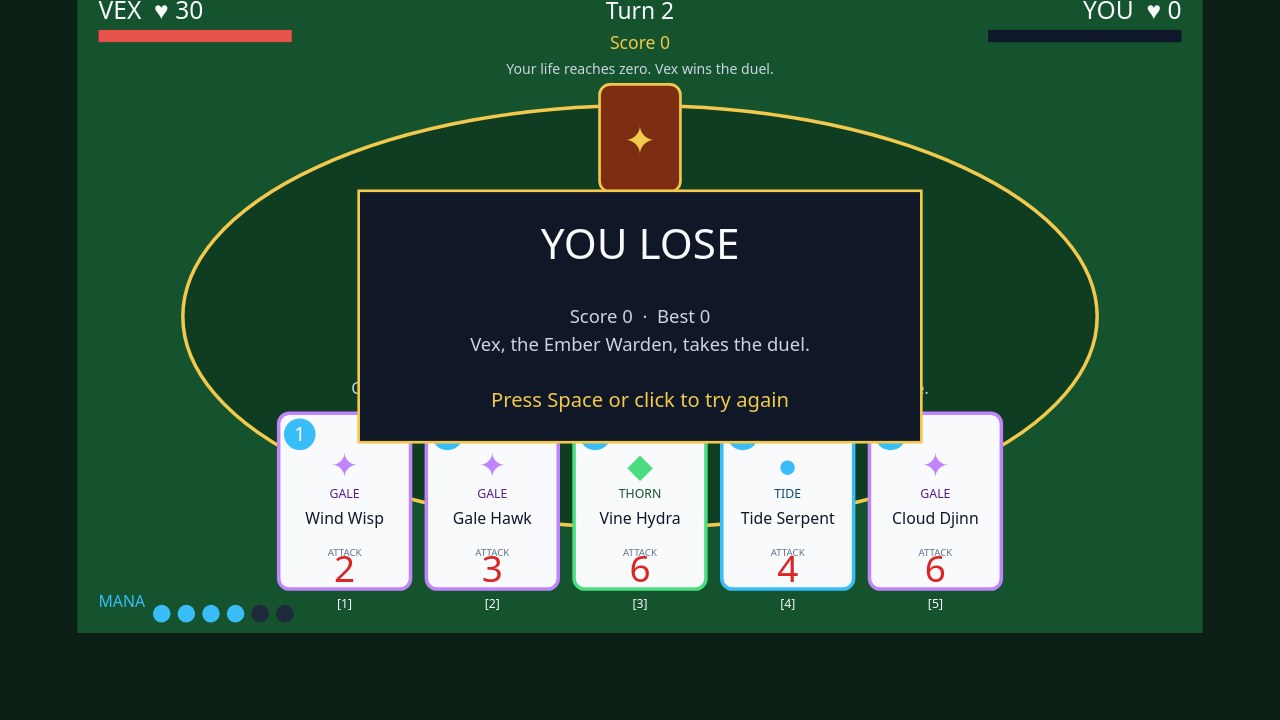 VEX ♥ 30
Turn 2
YOU ♥ 0
Score 0
Your life reaches zero. Vex wins the duel.
YOU LOSE
Score 0 · Best 0
Vex, the Ember Warden, takes the duel.
Press Space or click to try again
1
GALE
Wind Wisp
ATTACK
2
[1]
GALE
Gale Hawk
ATTACK
3
[2]
THORN
Vine Hydra
ATTACK
6
[3]
TIDE
Tide Serpent
ATTACK
4
[4]
GALE
Cloud Djinn
ATTACK
6
[5]
MANA